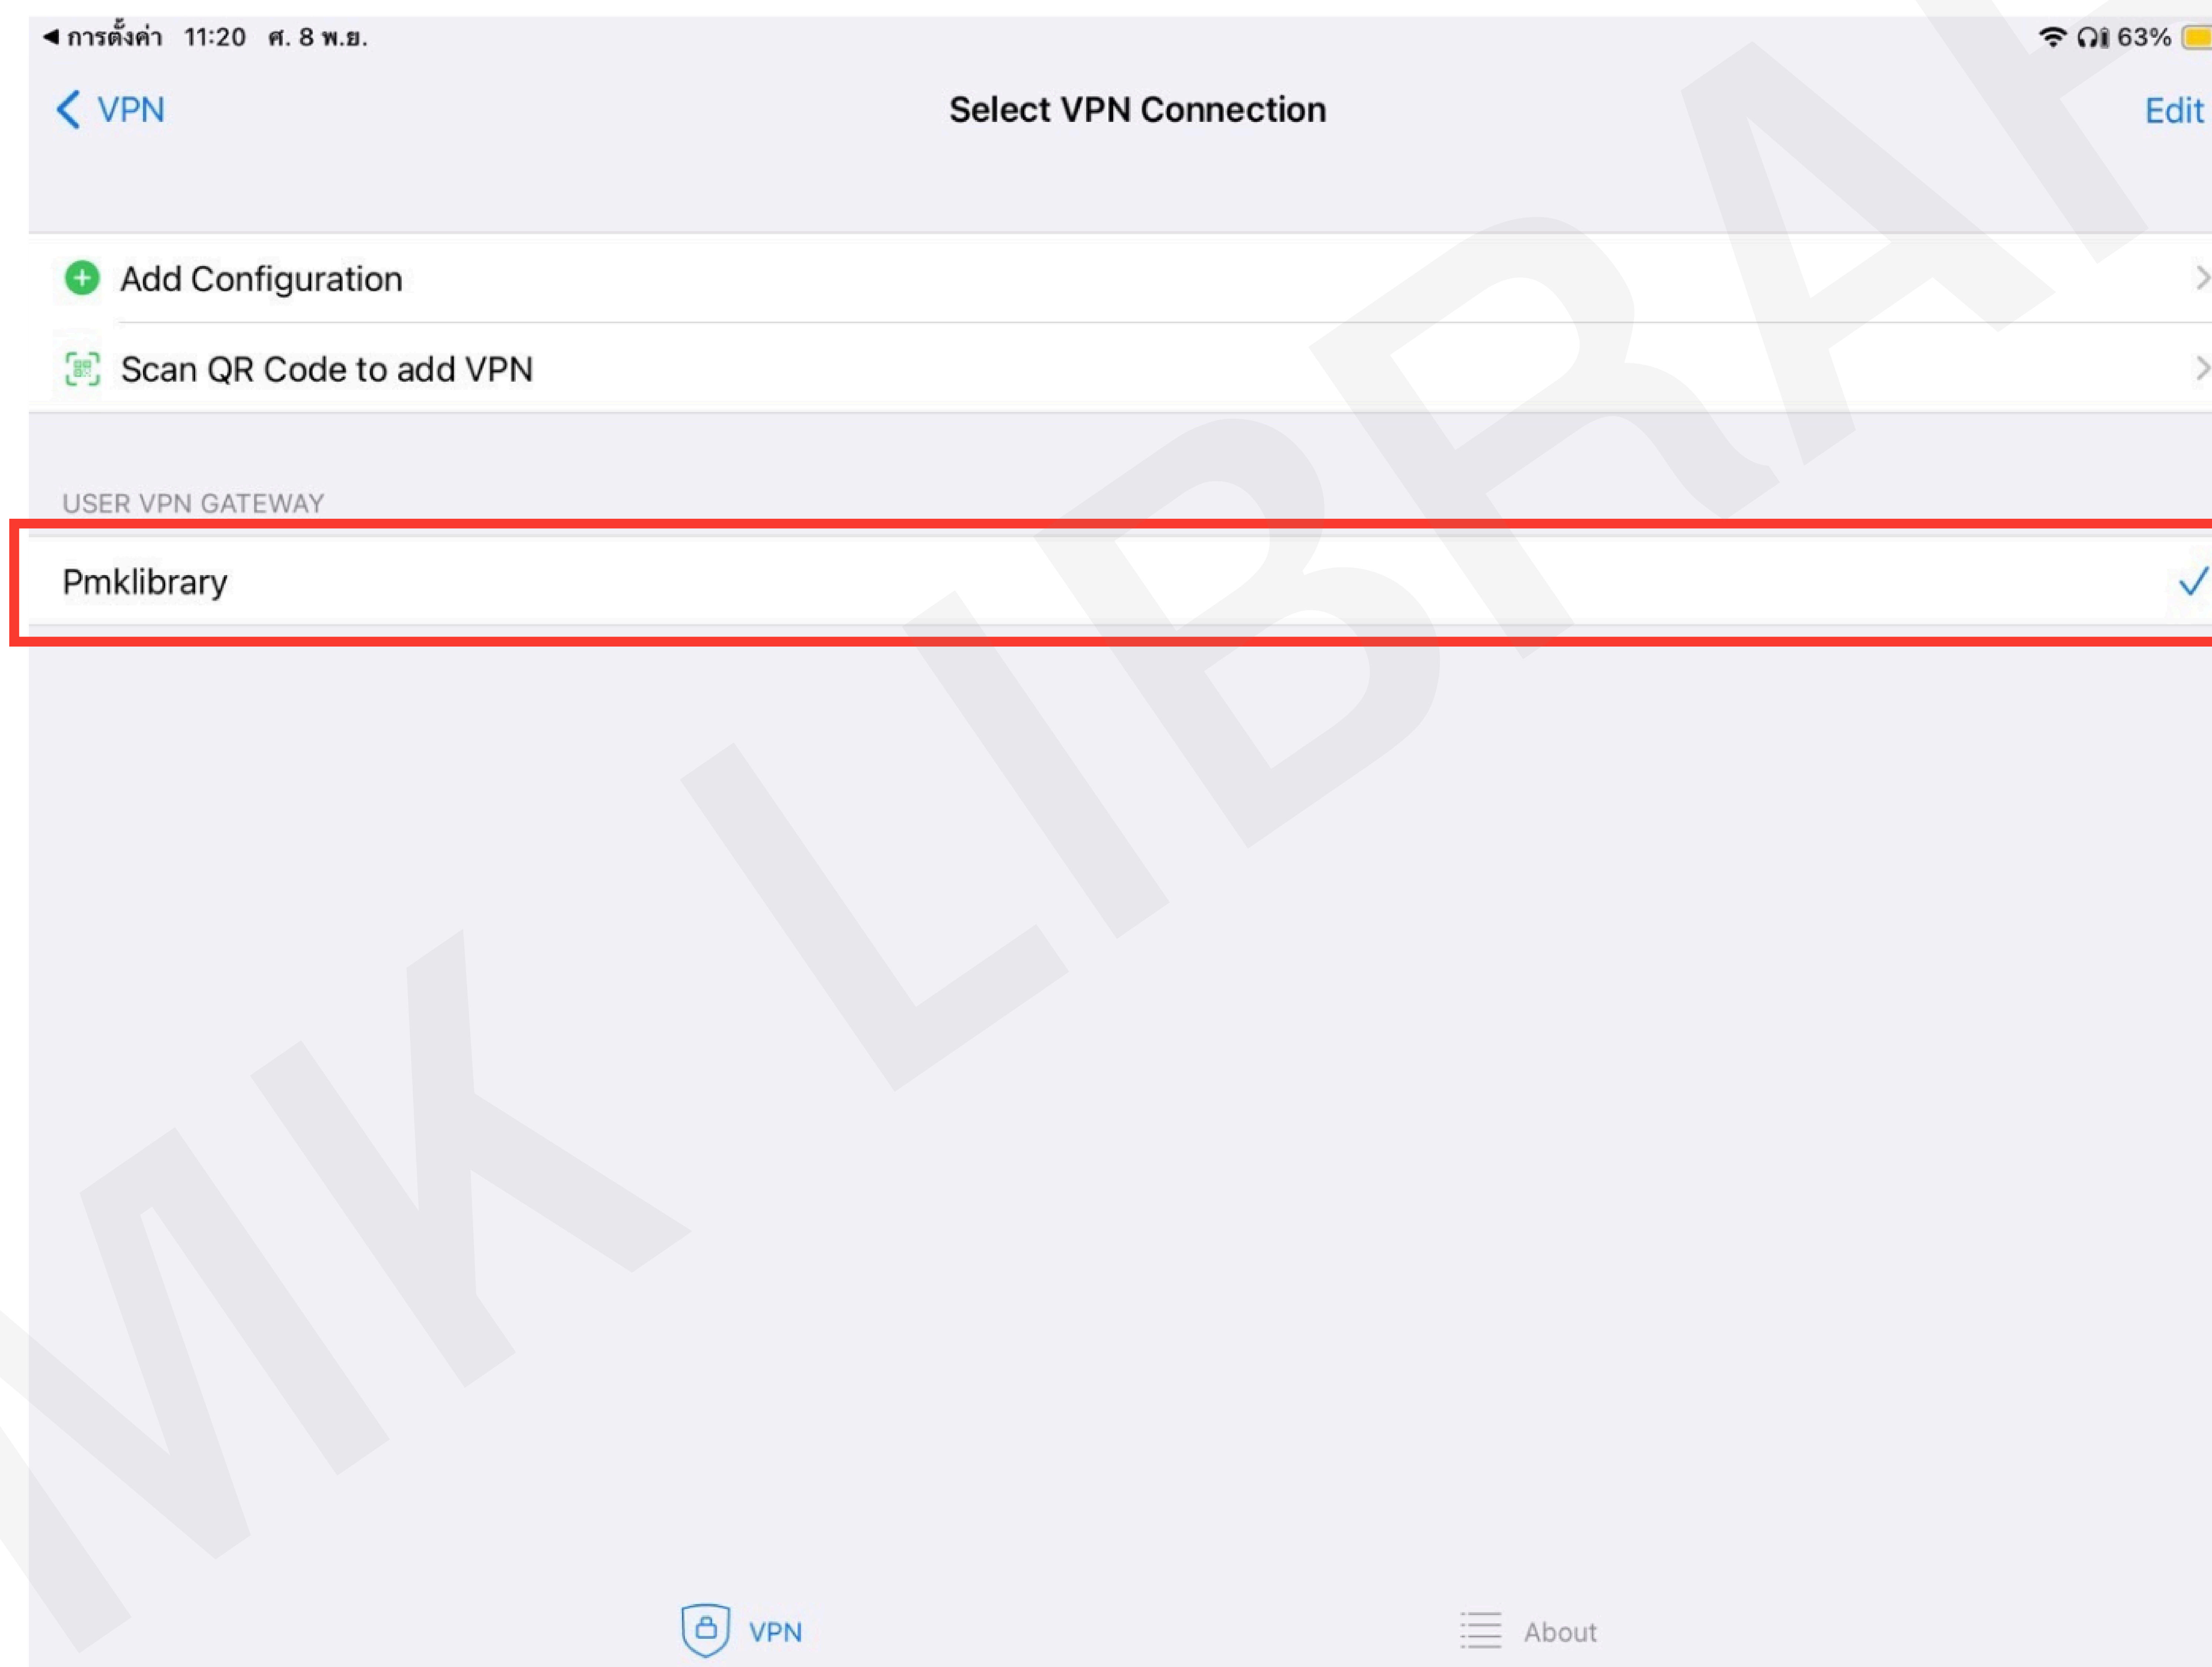 การตั้งค่า 11:20 ศ. 8 พ.ย. 63%
VPN Select VPN Connection Edit
Add Configuration
Scan QR Code to add VPN
USER VPN GATEWAY
Pmklibrary
VPN About
MK LIBRAR